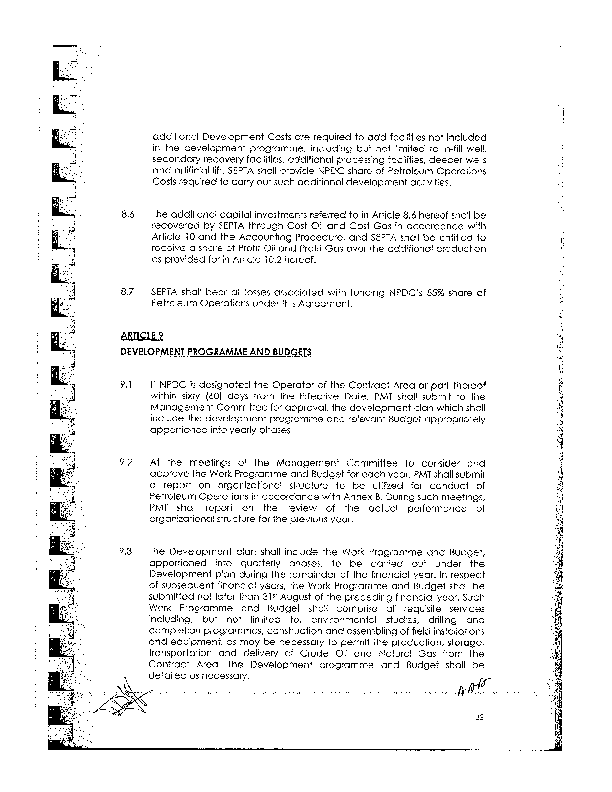 additional Development Costs are required to add facilities not included
in the development programme, including but not limited to in-fill well,
secondary recovery facilities, additional processing facilities, deeper wells
and artificial lift, SEPTA shall provide NPDC share of Petroleum Operations
Costs required to carry out such additional development activities.
8.6 The additional capital investments referred to in Article 8.6 hereof shall be
recovered by SEPTA through Cost Oil and Cost Gas in accordance with
Article 10 and the Accounting Procedure, and SEPTA shall be entitled to
receive a share of Profit Oil and Profit Gas over the additional production
as provided for in Article 10.2 hereof.
8.7 SEPTA shall bear all losses associated with funding NPDC's 55% share of
Petroleum Operations under this Agreement.
ARTICLE 9
DEVELOPMENT PROGRAMME AND BUDGETS
9.1 If NPDC is designated the Operator of the Contract Area or part thereof
within sixty (60) days from the Effective Date, PMT shall submit to the
Management Committee for approval, the development plan which shall
include the development programme and relevant Budget appropriately
apportioned into yearly phases.
9.2 At the meetings of the Management Committee to consider and
approve the Work Programme and Budget for each year, PMT shall submit
a report on organizational structure to be utilized for conduct of
Petroleum Operations in accordance with Annex B. During such meetings,
PMT shall report on the review of the actual performance of
organizational structure for the previous year.
9.3 The Development plan shall include the Work Programme and Budget,
apportioned into quarterly phases, to be carried out under the
Development plan during the remainder of the financial year. In respect
of subsequent financial years, the Work Programme and Budget shall be
submitted not later than 31st August of the preceding financial year. Such
Work Programme and Budget shall comprise all requisite services
including, but not limited to, environmental studies, drilling and
completion programmes, construction and assembling of field installations
and equipment, as may be necessary to permit the production, storage,
transportation and delivery of Crude Oil and Natural Gas from the
Contract Area. The Development programme and Budget shall be
detailed as necessary.